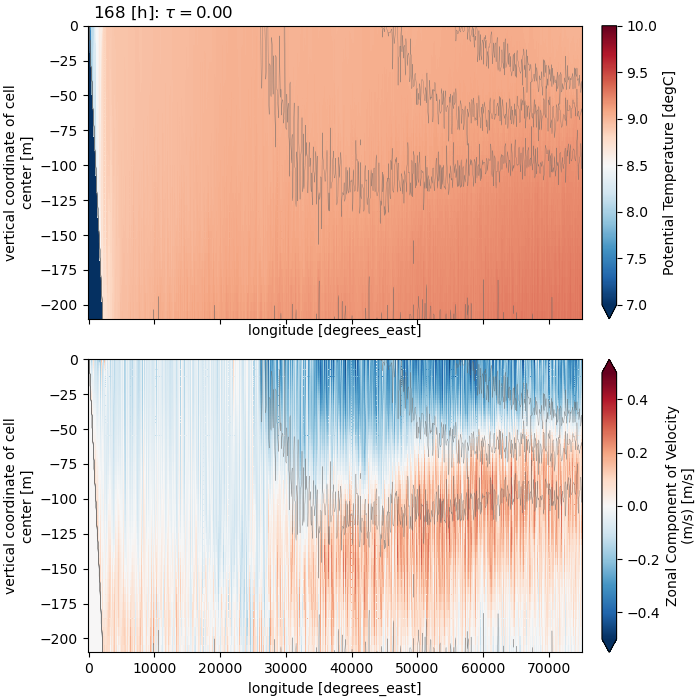 168 [h]: τ = 0.00
0
−25
−50
−75
−100
−125
−150
−175
−200
vertical coordinate of cell
center [m]
longitude [degrees_east]
10.0
9.5
9.0
8.5
8.0
7.5
7.0
Potential Temperature [degC]
0
−25
−50
−75
−100
−125
−150
−175
−200
vertical coordinate of cell
center [m]
0 10000 20000 30000 40000 50000 60000 70000
longitude [degrees_east]
0.4
0.2
0.0
−0.2
−0.4
Zonal Component of Velocity
(m/s) [m/s]